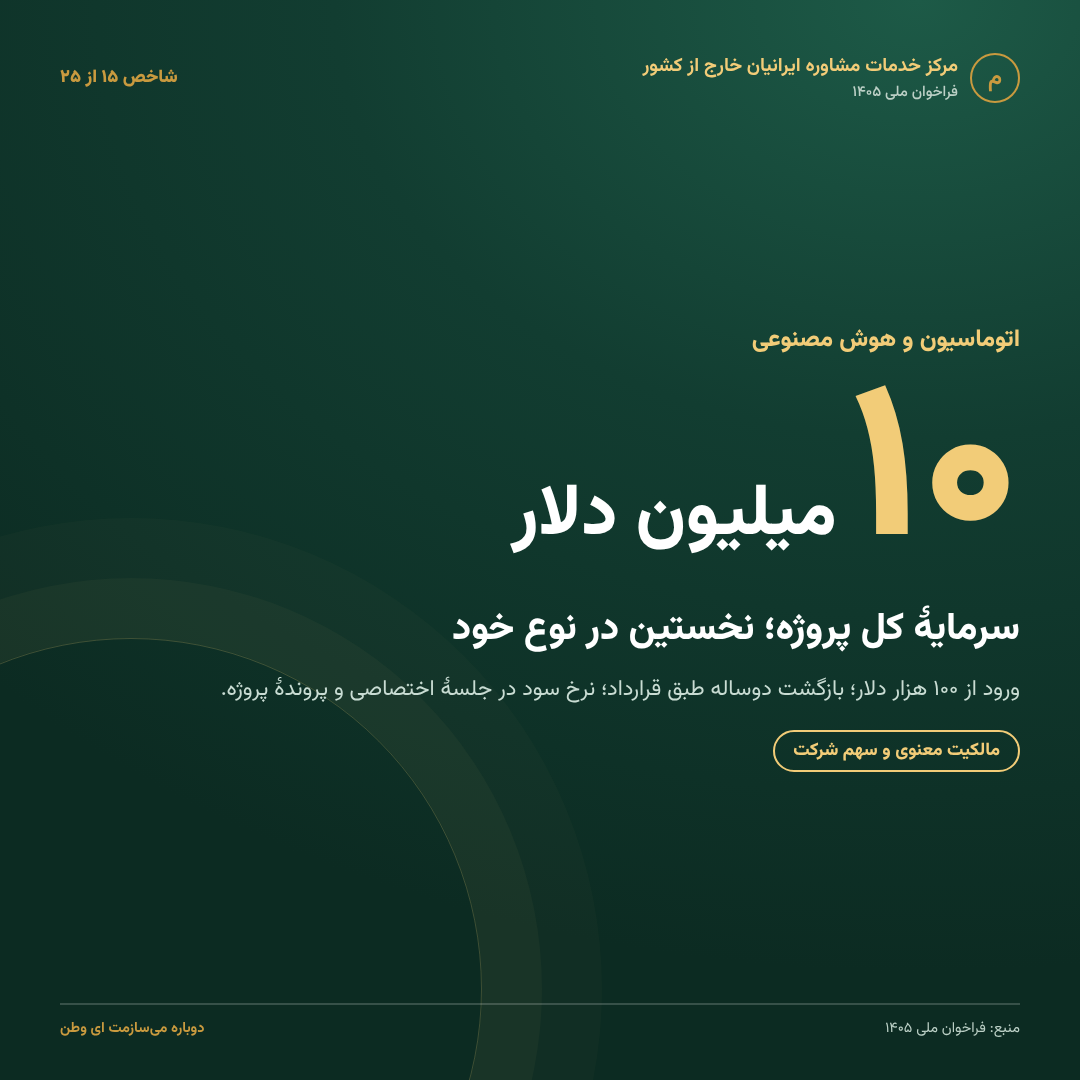 م
مرکز خدمات مشاوره ایرانیان خارج از کشور
فراخوان ملی ۱۴۰۵
شاخص ۱۵ از ۲۵
اتوماسیون و هوش مصنوعی
۱۰ میلیون دلار
سرمایهٔ کل پروژه؛ نخستین در نوع خود
ورود از ۱۰۰ هزار دلار؛ بازگشت دوساله طبق قرارداد؛ نرخ سود در جلسهٔ اختصاصی و پروندهٔ پروژه.
مالکیت معنوی و سهم شرکت
منبع: فراخوان ملی ۱۴۰۵
دوباره می‌سازمت ای وطن